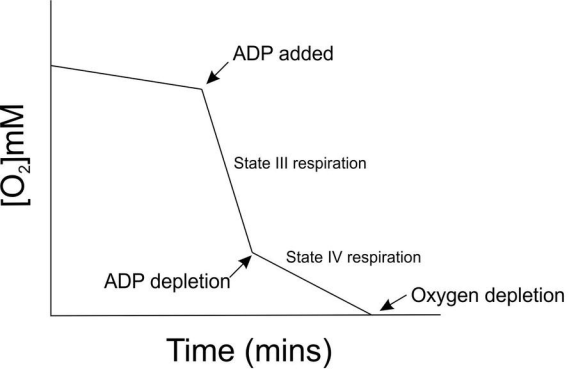 ADP added
[O₂]mM
State III respiration
State IV respiration
ADP depletion
Oxygen depletion
Time (mins)